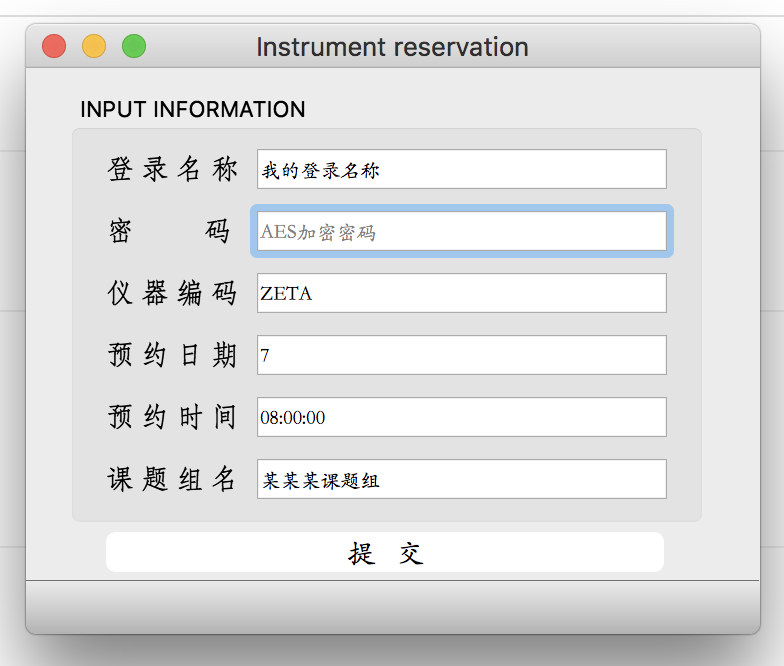 Instrument reservation
INPUT INFORMATION
登录名称 我的登录名称
密 码 AES加密密码
仪器编码 ZETA
预约日期 7
预约时间 08:00:00
课题组名 某某某课题组
提 交